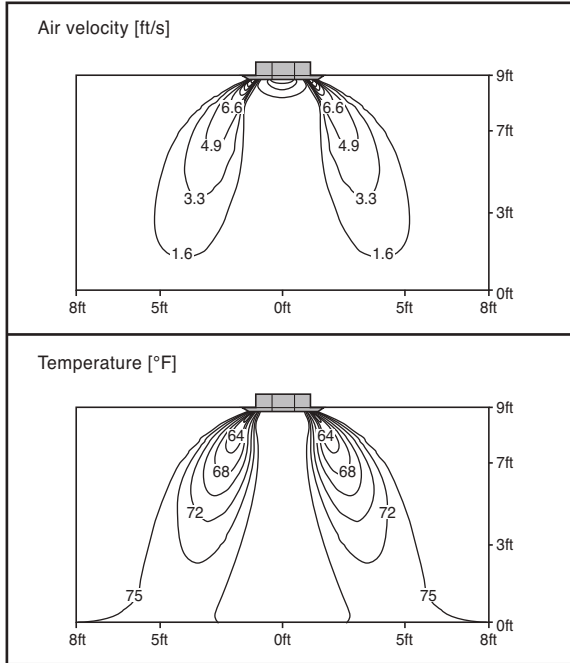 Air velocity [ft/s]
9ft
6.6 6.6
7ft
4.9 4.9
3.3 3.3
3ft
1.6 1.6
0ft
8ft 5ft 0ft 5ft 8ft
Temperature [°F]
9ft
64 64
7ft
68 68
72 72
3ft
75 75
0ft
8ft 5ft 0ft 5ft 8ft